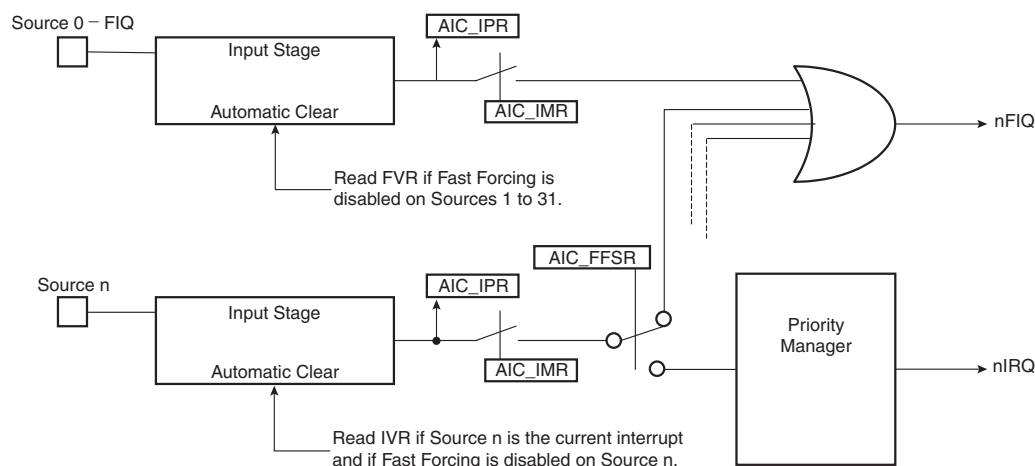 Source 0 – FIQ
AIC_IPR
Input Stage
Automatic Clear
AIC_IMR
nFIQ
Read FVR if Fast Forcing is
disabled on Sources 1 to 31.
AIC_FFSR
Source n
AIC_IPR
Input Stage
Priority
Manager
Automatic Clear
AIC_IMR
nIRQ
Read IVR if Source n is the current interrupt
and if Fast Forcing is disabled on Source n.